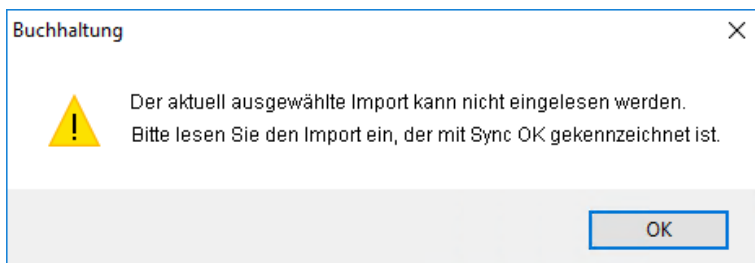 Buchhaltung
Der aktuell ausgewählte Import kann nicht eingelesen werden.
Bitte lesen Sie den Import ein, der mit Sync OK gekennzeichnet ist.
OK